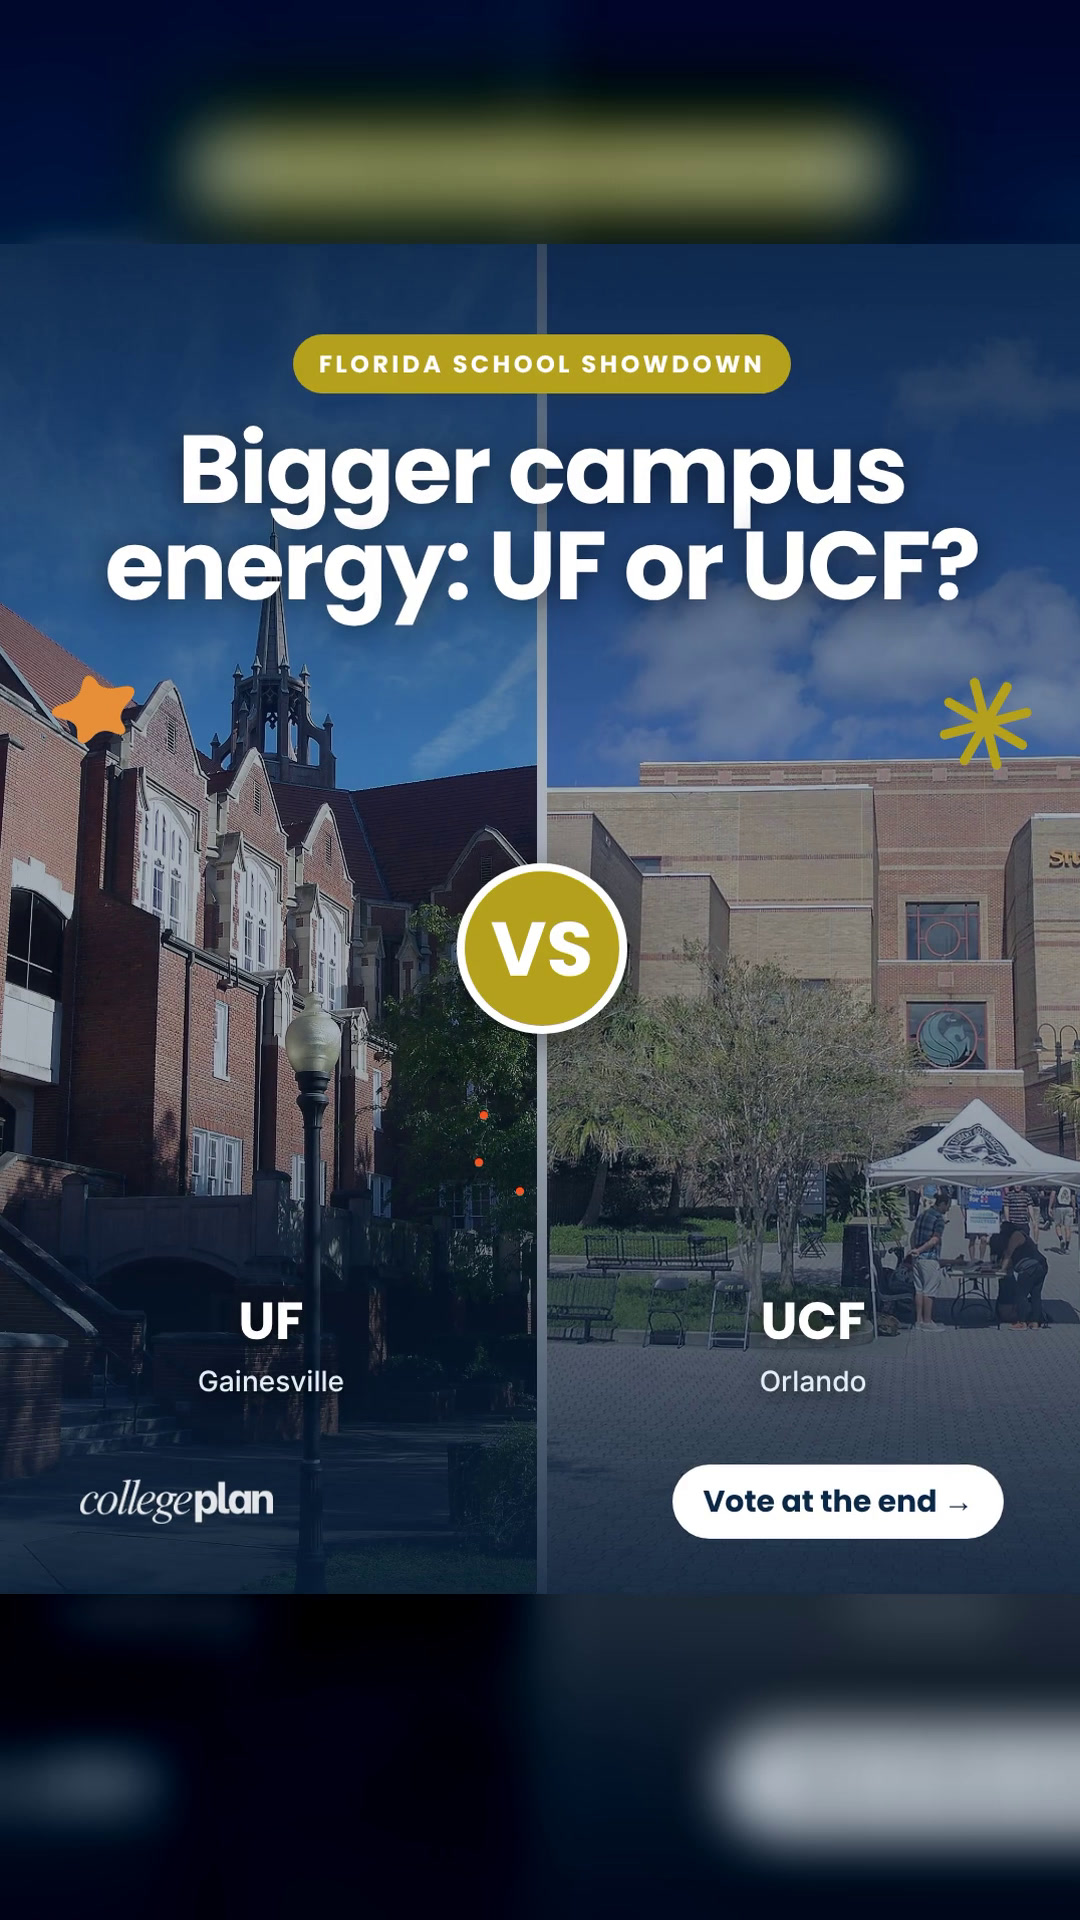 FLORIDA SCHOOL SHOWDOWN
Bigger campus
energy: UF or UCF?
VS
Students
UF
Gainesville
UCF
Orlando
collegeplan
Vote at the end →